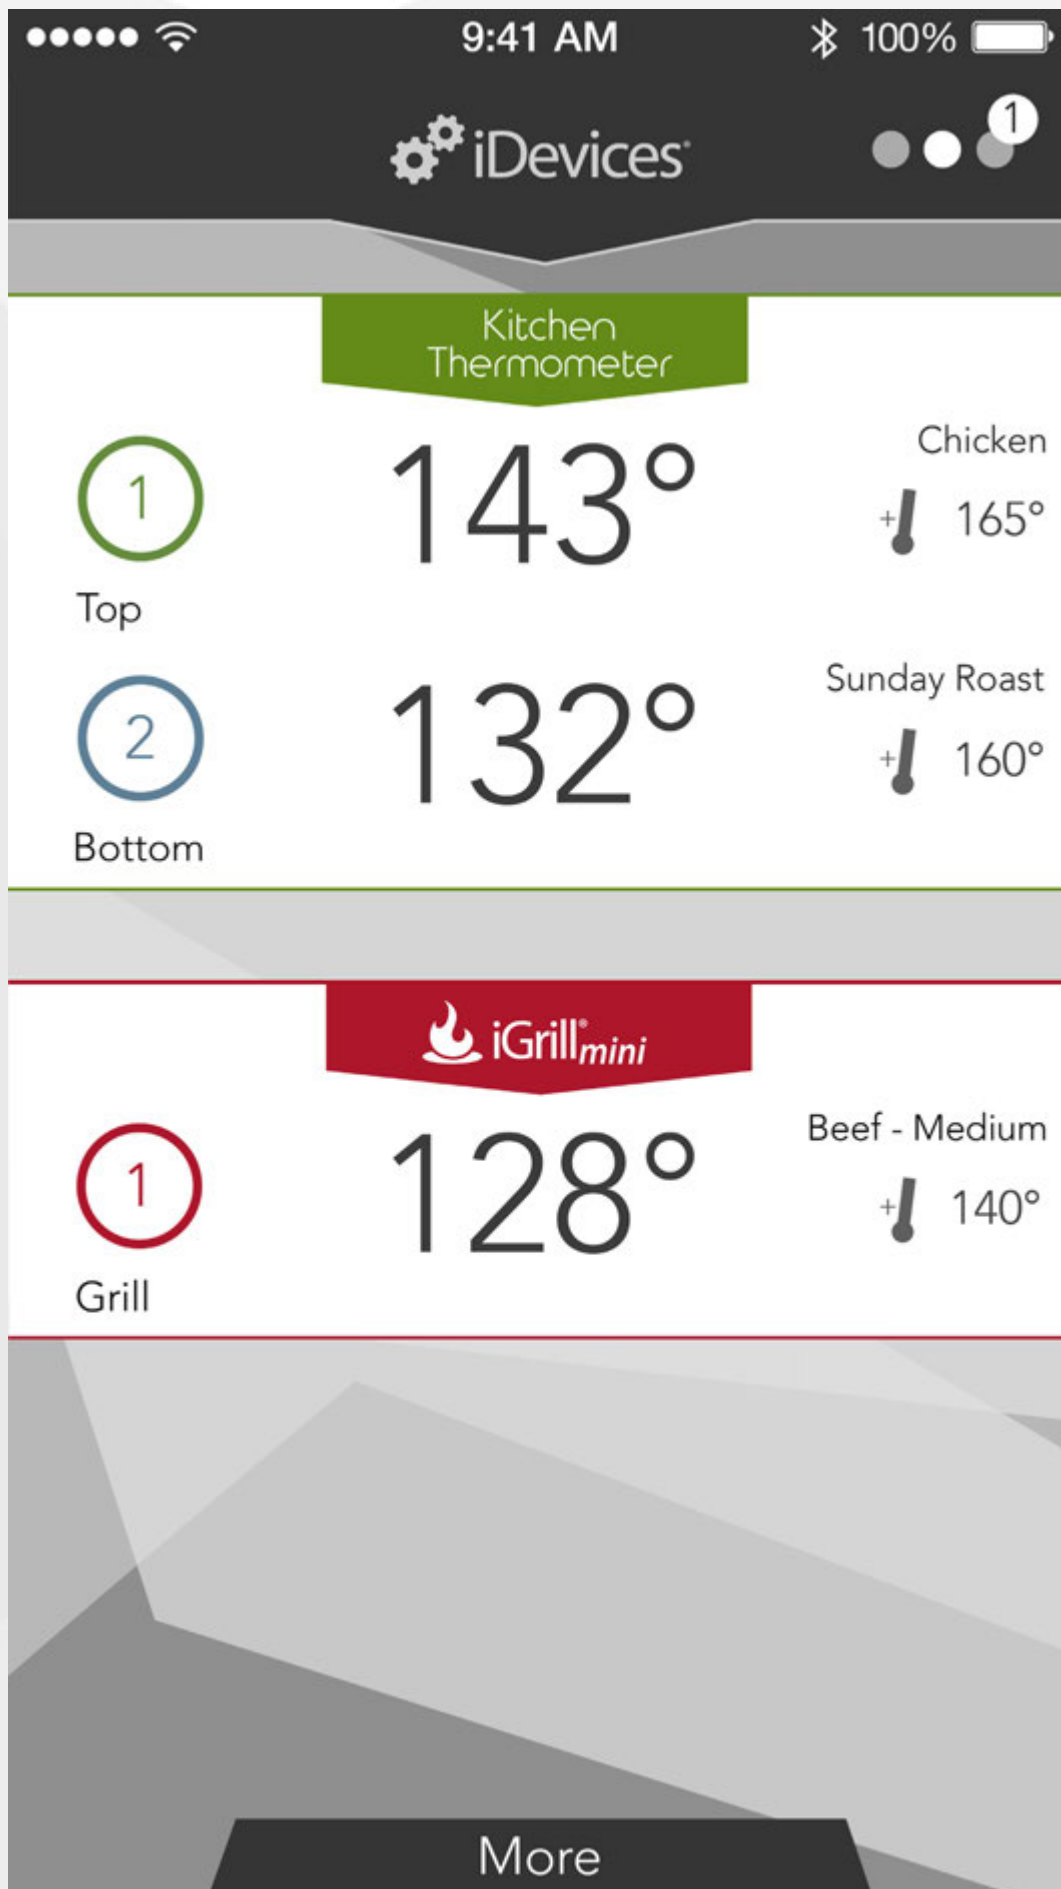 9:41 AM
100%
iDevices
1
Kitchen
Thermometer
1
143°
Chicken
165°
Top
2
132°
Sunday Roast
160°
Bottom
iGrill® mini
1
128°
Beef - Medium
140°
Grill
More